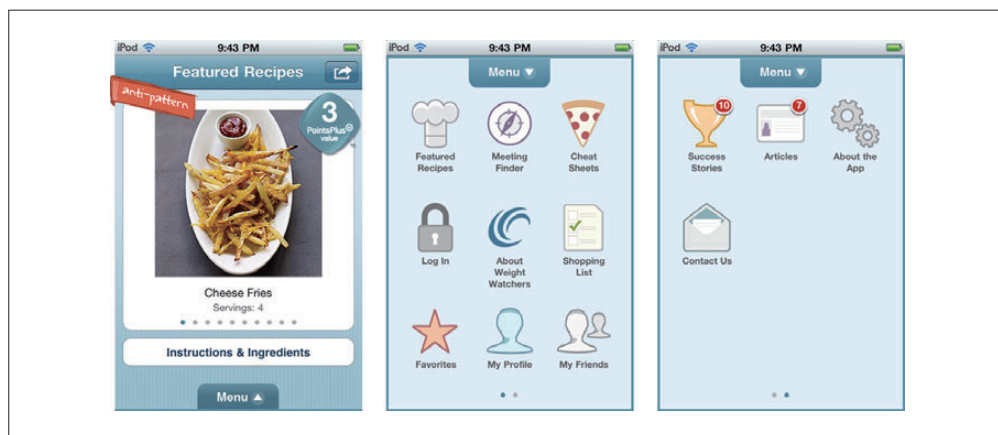 iPod 9:43 PM
Featured Recipes
anti-pattern
3
PointsPlus®
value
Cheese Fries
Servings: 4
Instructions & Ingredients
Menu
iPod 9:43 PM
Menu
Featured
Recipes
Meeting
Finder
Cheat
Sheets
Log In
About
Weight
Watchers
Shopping
List
Favorites
My Profile
My Friends
iPod 9:43 PM
Menu
10
Success
Stories
7
Articles
About the
App
Contact Us